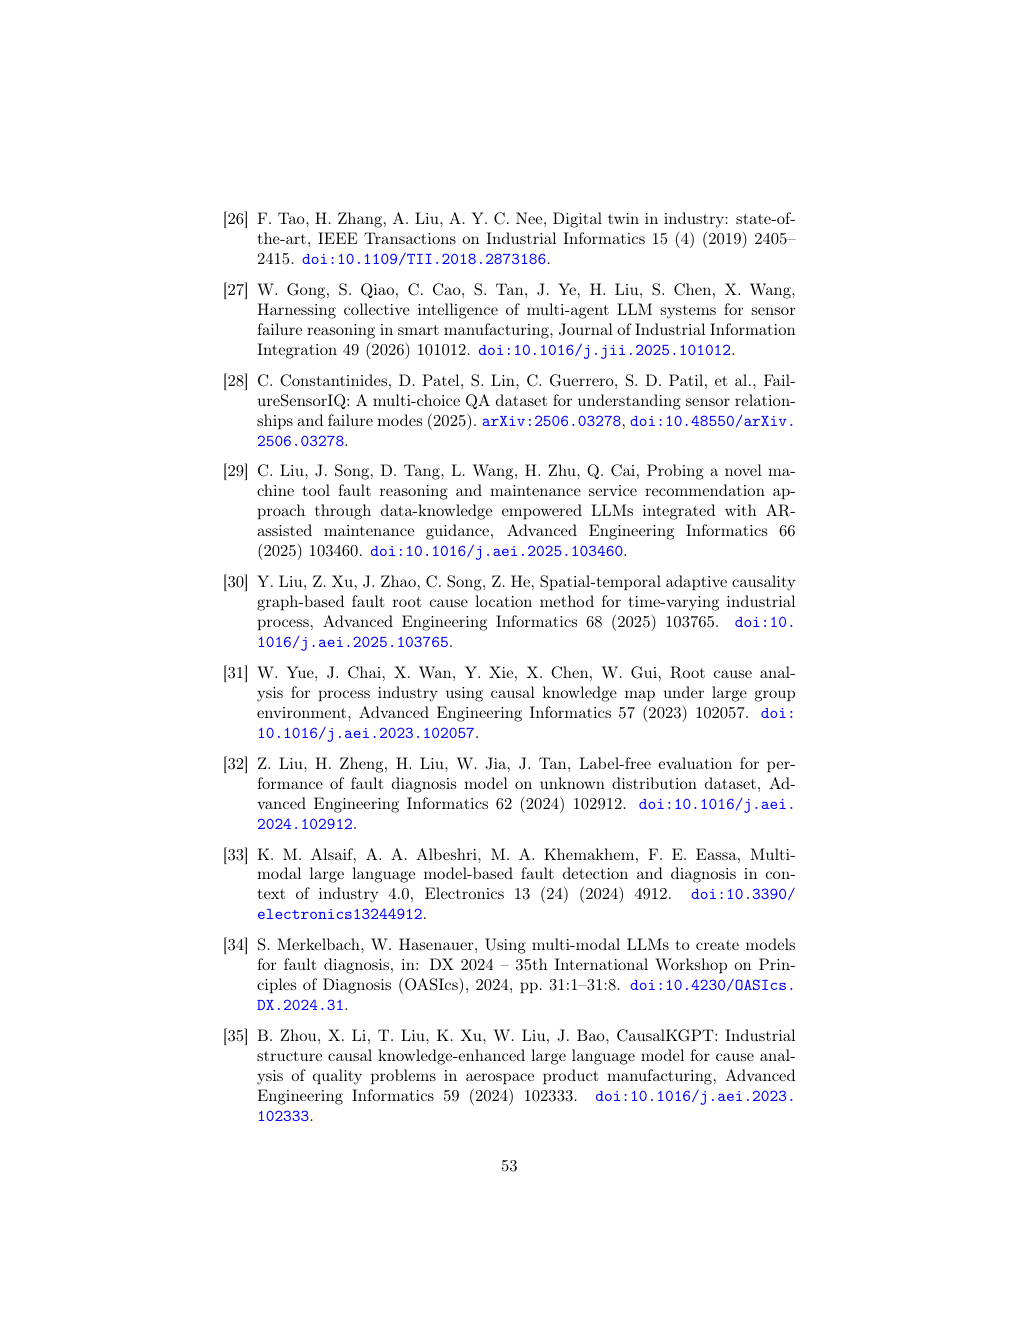 [26] F. Tao, H. Zhang, A. Liu, A. Y. C. Nee, Digital twin in industry: state-of-
the-art, IEEE Transactions on Industrial Informatics 15 (4) (2019) 2405–
2415. doi:10.1109/TII.2018.2873186.
[27] W. Gong, S. Qiao, C. Cao, S. Tan, J. Ye, H. Liu, S. Chen, X. Wang,
Harnessing collective intelligence of multi-agent LLM systems for sensor
failure reasoning in smart manufacturing, Journal of Industrial Information
Integration 49 (2026) 101012. doi:10.1016/j.jii.2025.101012.
[28] C. Constantinides, D. Patel, S. Lin, C. Guerrero, S. D. Patil, et al., Fail-
ureSensorIQ: A multi-choice QA dataset for understanding sensor relation-
ships and failure modes (2025). arXiv:2506.03278, doi:10.48550/arXiv.
2506.03278.
[29] C. Liu, J. Song, D. Tang, L. Wang, H. Zhu, Q. Cai, Probing a novel ma-
chine tool fault reasoning and maintenance service recommendation ap-
proach through data-knowledge empowered LLMs integrated with AR-
assisted maintenance guidance, Advanced Engineering Informatics 66
(2025) 103460. doi:10.1016/j.aei.2025.103460.
[30] Y. Liu, Z. Xu, J. Zhao, C. Song, Z. He, Spatial-temporal adaptive causality
graph-based fault root cause location method for time-varying industrial
process, Advanced Engineering Informatics 68 (2025) 103765. doi:10.
1016/j.aei.2025.103765.
[31] W. Yue, J. Chai, X. Wan, Y. Xie, X. Chen, W. Gui, Root cause anal-
ysis for process industry using causal knowledge map under large group
environment, Advanced Engineering Informatics 57 (2023) 102057. doi:
10.1016/j.aei.2023.102057.
[32] Z. Liu, H. Zheng, H. Liu, W. Jia, J. Tan, Label-free evaluation for per-
formance of fault diagnosis model on unknown distribution dataset, Ad-
vanced Engineering Informatics 62 (2024) 102912. doi:10.1016/j.aei.
2024.102912.
[33] K. M. Alsaif, A. A. Albeshri, M. A. Khemakhem, F. E. Eassa, Multi-
modal large language model-based fault detection and diagnosis in con-
text of industry 4.0, Electronics 13 (24) (2024) 4912. doi:10.3390/
electronics13244912.
[34] S. Merkelbach, W. Hasenauer, Using multi-modal LLMs to create models
for fault diagnosis, in: DX 2024 – 35th International Workshop on Prin-
ciples of Diagnosis (OASIcs), 2024, pp. 31:1–31:8. doi:10.4230/OASIcs.
DX.2024.31.
[35] B. Zhou, X. Li, T. Liu, K. Xu, W. Liu, J. Bao, CausalKGPT: Industrial
structure causal knowledge-enhanced large language model for cause anal-
ysis of quality problems in aerospace product manufacturing, Advanced
Engineering Informatics 59 (2024) 102333. doi:10.1016/j.aei.2023.
102333.
53